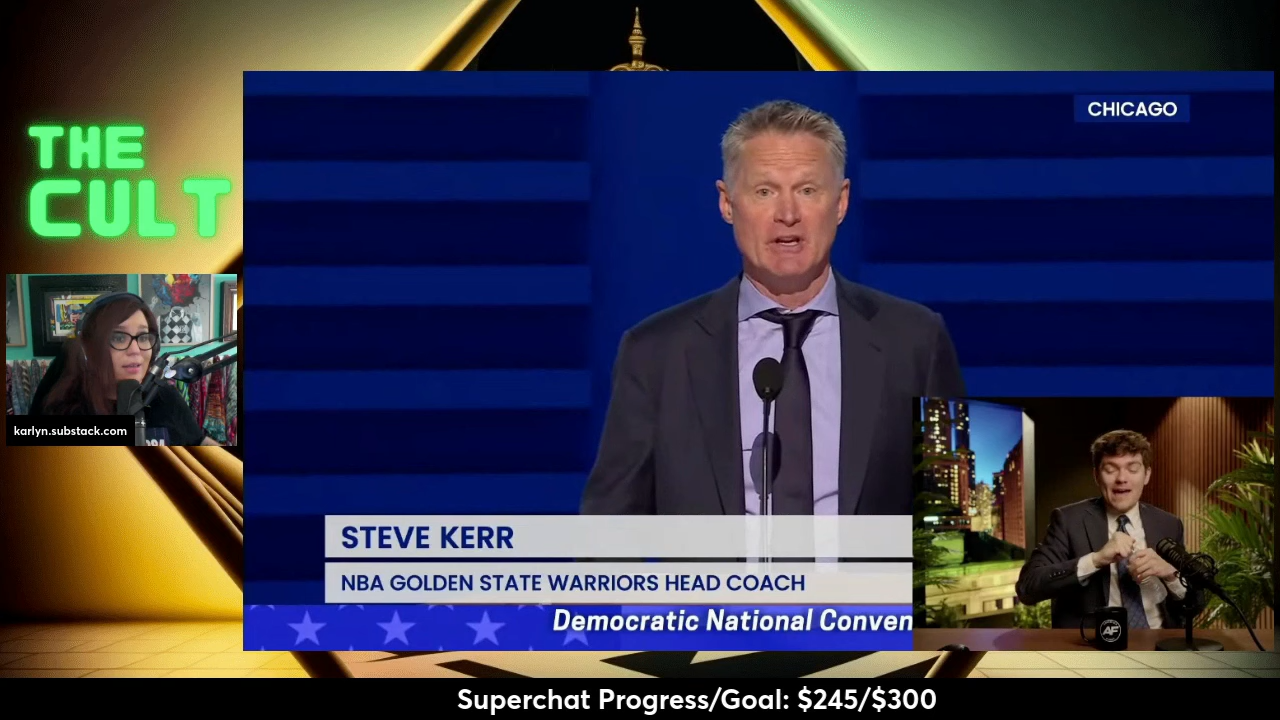 THE
CULT
CHICAGO
karlyn.substack.com
STEVE KERR
NBA GOLDEN STATE WARRIORS HEAD COACH
Democratic National Conven
AF
Superchat Progress/Goal: $245/$300